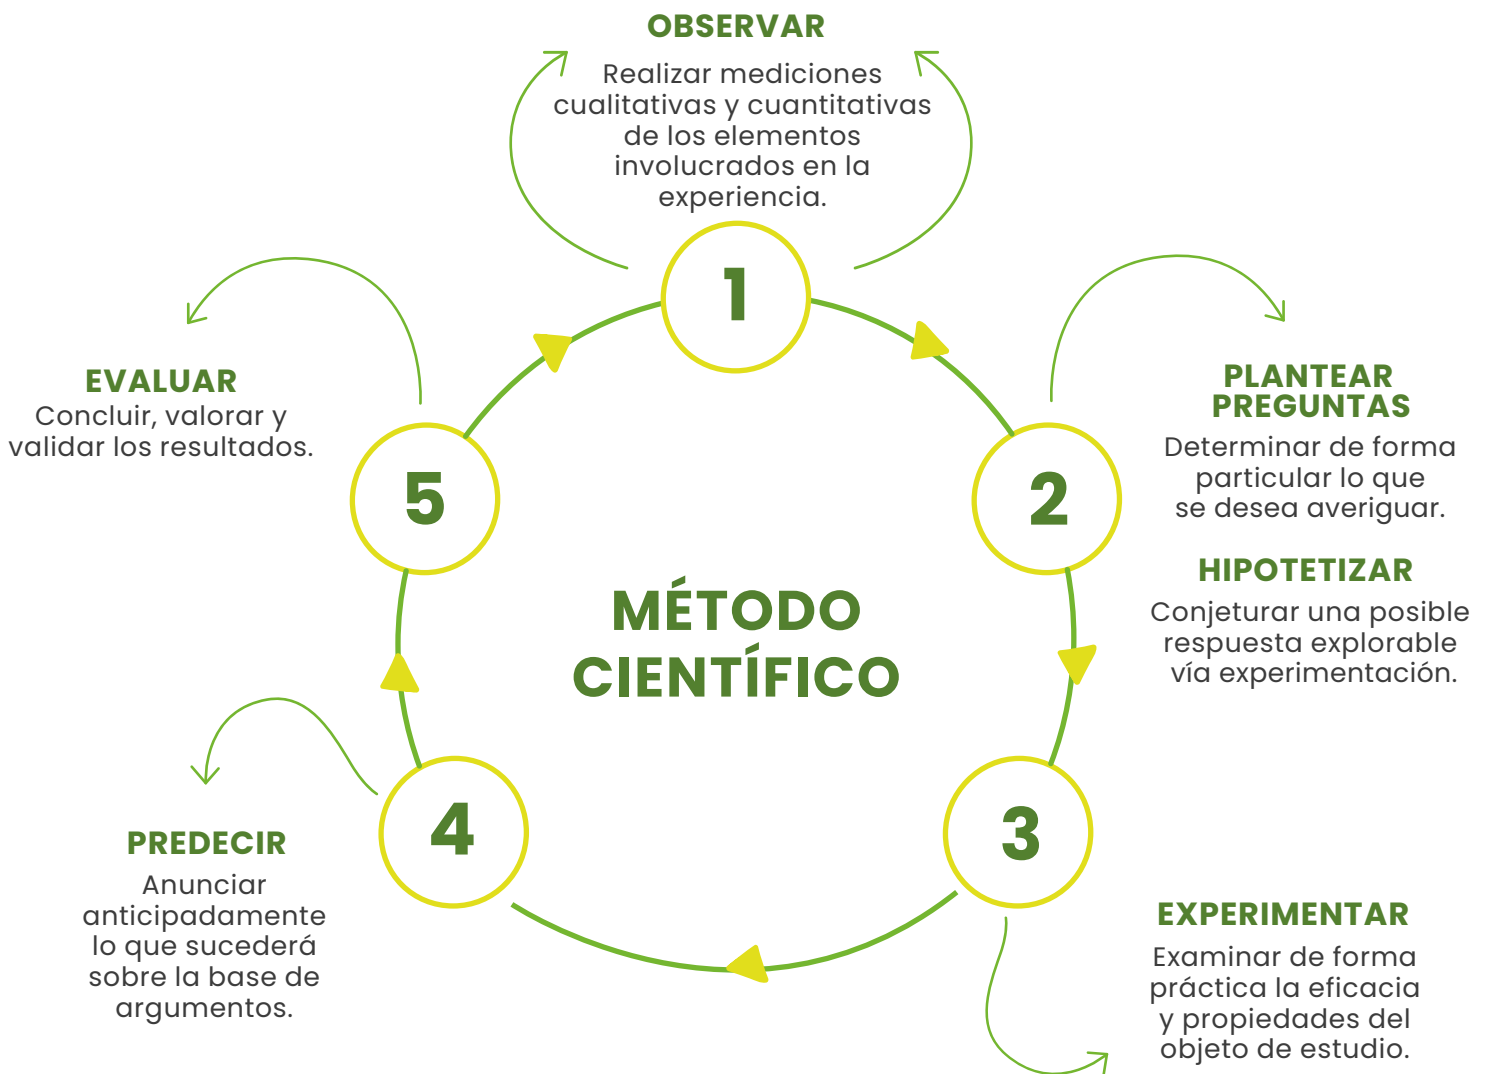 OBSERVAR
Realizar mediciones
cualitativas y cuantitativas
de los elementos
involucrados en la
experiencia.
1
PLANTEAR
PREGUNTAS
Determinar de forma
particular lo que
se desea averiguar.
2
HIPOTETIZAR
Conjeturar una posible
respuesta explorable
vía experimentación.
3
EXPERIMENTAR
Examinar de forma
práctica la eficacia
y propiedades del
objeto de estudio.
4
PREDECIR
Anunciar
anticipadamente
lo que sucederá
sobre la base de
argumentos.
5
EVALUAR
Concluir, valorar y
validar los resultados.
MÉTODO
CIENTÍFICO